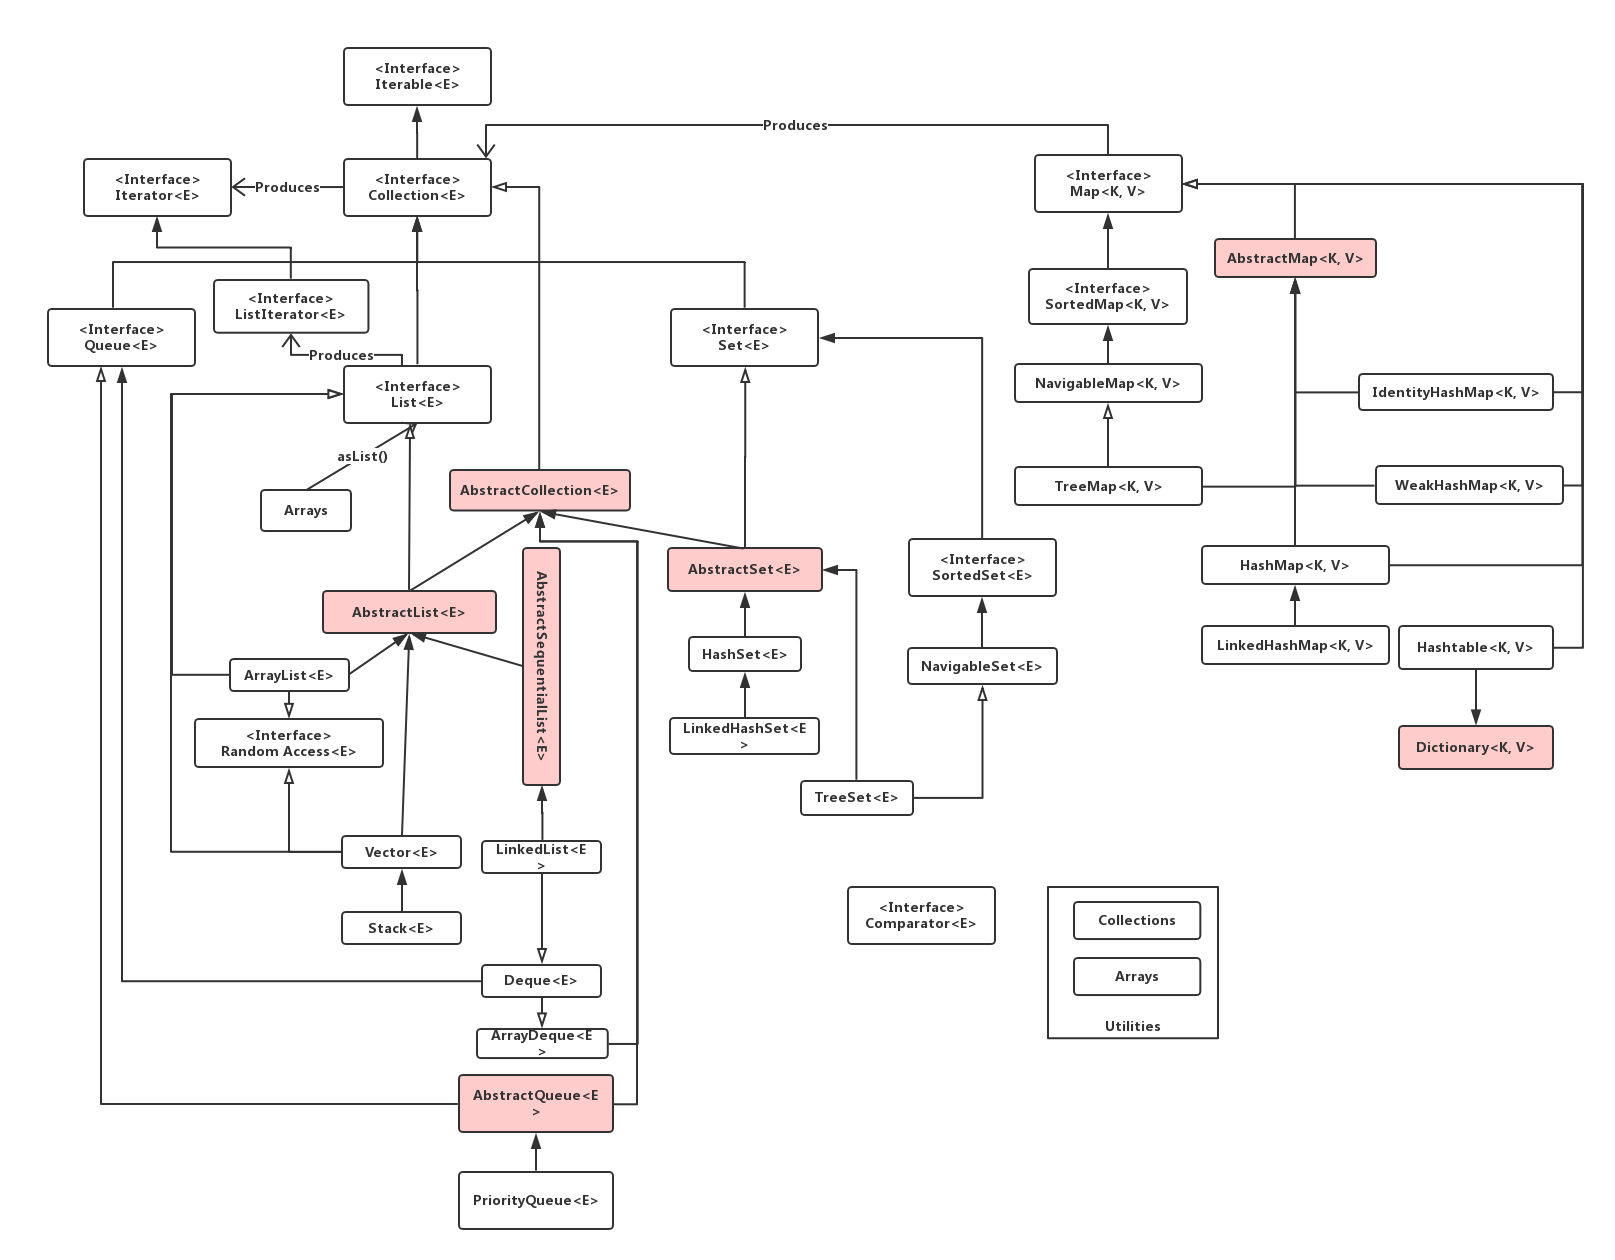 <Interface>
Iterable<E>
Produces
<Interface>
Iterator<E>
Produces
<Interface>
Collection<E>
<Interface>
Map<K, V>
AbstractMap<K, V>
<Interface>
ListIterator<E>
<Interface>
SortedMap<K, V>
<Interface>
Queue<E>
<Interface>
Set<E>
Produces
<Interface>
List<E>
NavigableMap<K, V>
IdentityHashMap<K, V>
asList()
Arrays
AbstractCollection<E>
TreeMap<K, V>
WeakHashMap<K, V>
AbstractSequentialList<E>
AbstractSet<E>
<Interface>
SortedSet<E>
HashMap<K, V>
AbstractList<E>
HashSet<E>
NavigableSet<E>
LinkedHashMap<K, V>
Hashtable<K, V>
ArrayList<E>
<Interface>
Random Access<E>
LinkedHashSet<E
>
Dictionary<K, V>
TreeSet<E>
Vector<E>
LinkedList<E
>
Stack<E>
<Interface>
Comparator<E>
Collections
Arrays
Utilities
Deque<E>
ArrayDeque<E
>
AbstractQueue<E
>
PriorityQueue<E>